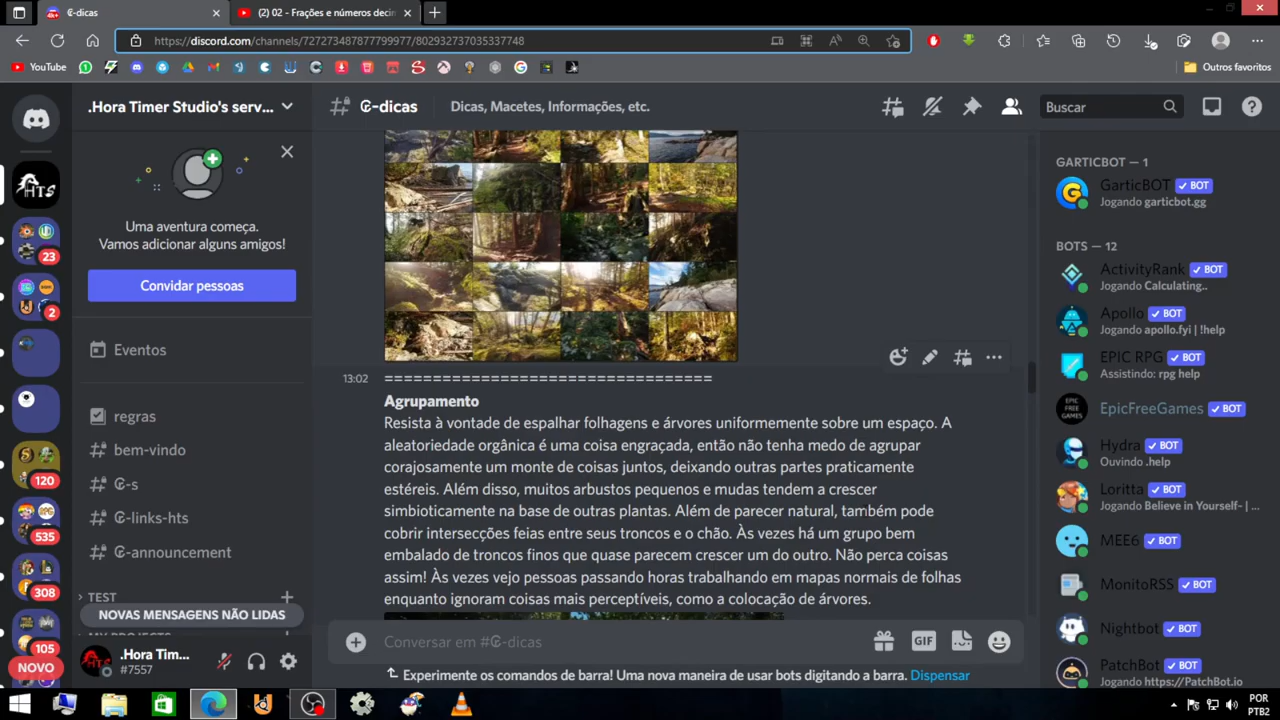 ₢-dicas
(2) 02 - Frações e números decim
https://discord.com/channels/727273487877799977/802932737035337748
YouTube
Outros favoritos
.Hora Timer Studio's serv...
₢-dicas
Dicas, Macetes, Informações, etc.
Buscar
Uma aventura começa.
Vamos adicionar alguns amigos!
Convidar pessoas
Eventos
regras
bem-vindo
₢-s
₢-links-hts
₢-announcement
TEST
NOVAS MENSAGENS NÃO LIDAS
23
2
120
535
308
105
NOVO
.Hora Tim...
#7557
13:02
==================================
Agrupamento
Resista à vontade de espalhar folhagens e árvores uniformemente sobre um espaço. A
aleatoriedade orgânica é uma coisa engraçada, então não tenha medo de agrupar
corajosamente um monte de coisas juntos, deixando outras partes praticamente
estéreis. Além disso, muitos arbustos pequenos e mudas tendem a crescer
simbioticamente na base de outras plantas. Além de parecer natural, também pode
cobrir intersecções feias entre seus troncos e o chão. Às vezes há um grupo bem
embalado de troncos finos que quase parecem crescer um do outro. Não perca coisas
assim! Às vezes vejo pessoas passando horas trabalhando em mapas normais de folhas
enquanto ignoram coisas mais perceptíveis, como a colocação de árvores.
Conversar em #₢-dicas
GIF
Experimente os comandos de barra! Uma nova maneira de usar bots digitando a barra. Dispensar
GARTICBOT — 1
GarticBOT BOT
Jogando garticbot.gg
BOTS — 12
ActivityRank BOT
Jogando Calculating..
Apollo BOT
Jogando apollo.fyi | !help
EPIC RPG BOT
Assistindo: rpg help
EPIC
FREE
GAMES
EpicFreeGames BOT
Hydra BOT
Ouvindo .help
Loritta BOT
Jogando Believe in Yourself- | ...
MEE6 BOT
MonitoRSS BOT
Nightbot BOT
PatchBot BOT
Jogando https://PatchBot.io
POR
PTB2